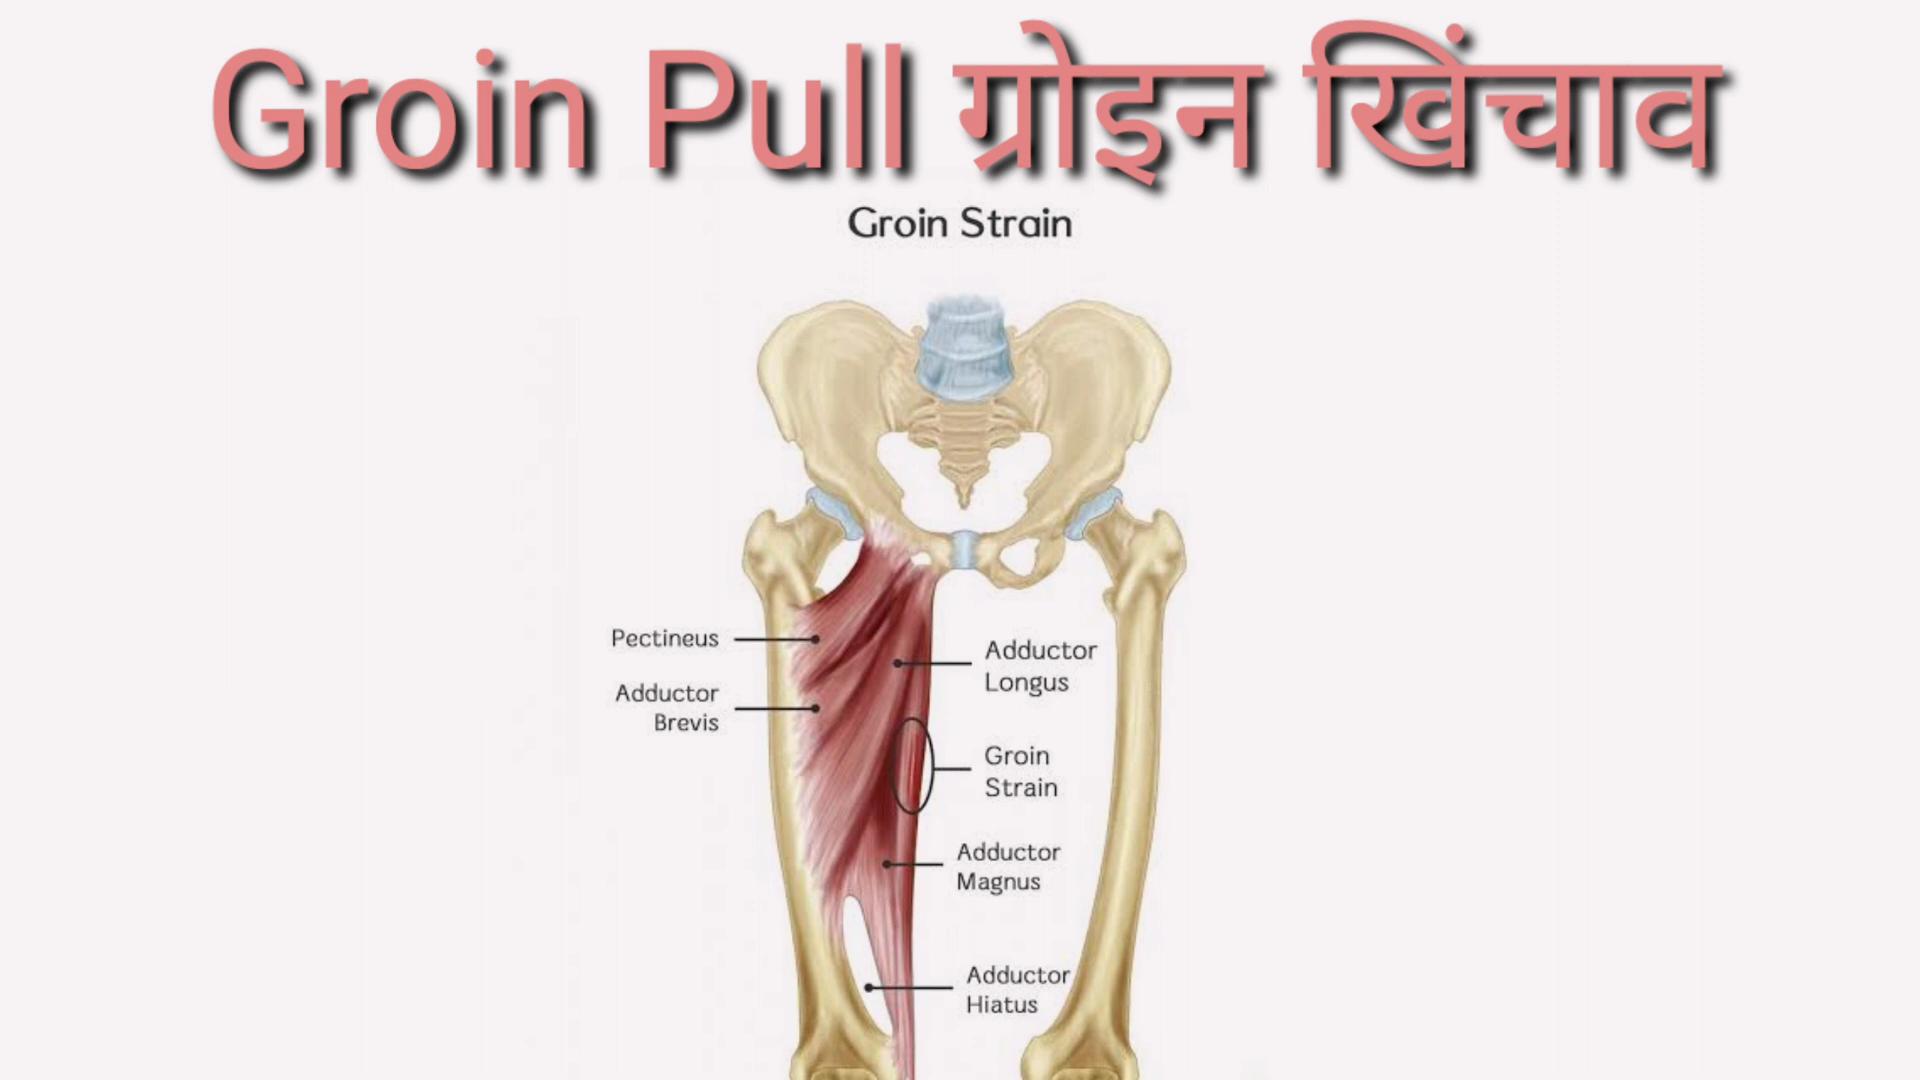 Groin Pull ग्रोइन खिंचाव
Groin Strain
Pectineus
Adductor
Brevis
Adductor
Longus
Groin
Strain
Adductor
Magnus
Adductor
Hiatus